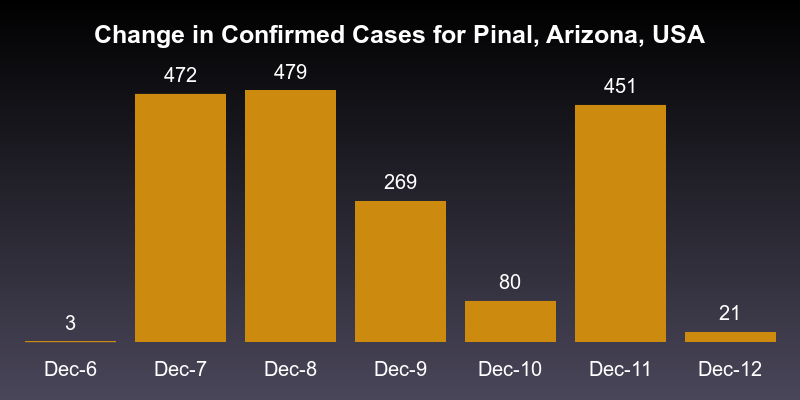 Change in Confirmed Cases for Pinal, Arizona, USA
3 472 479 269 80 451 21
Dec-6 Dec-7 Dec-8 Dec-9 Dec-10 Dec-11 Dec-12